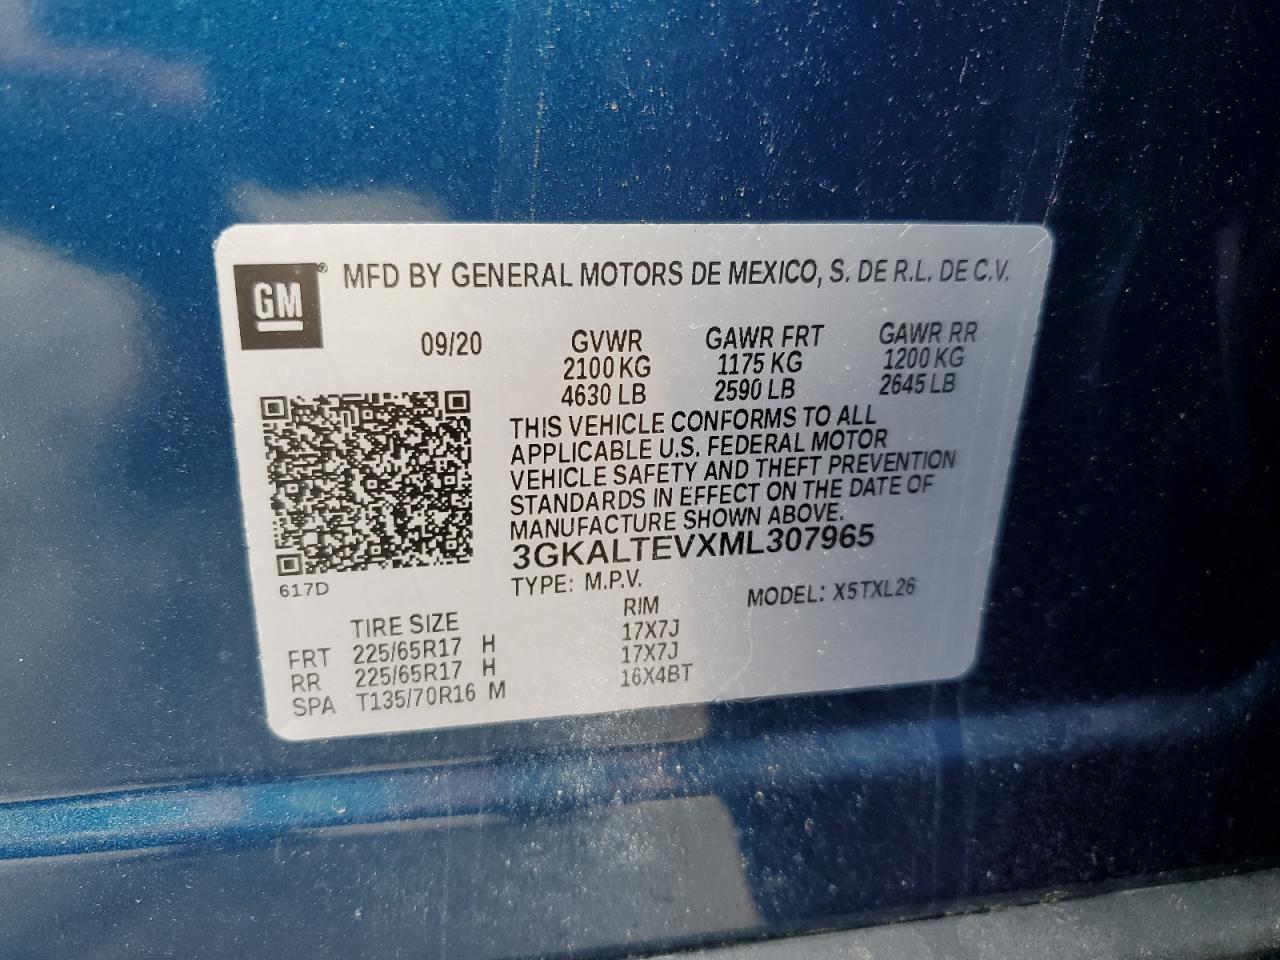 GM® MFD BY GENERAL MOTORS DE MEXICO, S. DE R.L. DE C.V.
09/20 GVWR GAWR FRT GAWR RR
2100 KG 1175 KG 1200 KG
4630 LB 2590 LB 2645 LB
THIS VEHICLE CONFORMS TO ALL
APPLICABLE U.S. FEDERAL MOTOR
VEHICLE SAFETY AND THEFT PREVENTION
STANDARDS IN EFFECT ON THE DATE OF
MANUFACTURE SHOWN ABOVE.
3GKALTEVXML307965
617D TYPE: M.P.V. MODEL: X5TXL26
TIRE SIZE RIM
FRT 225/65R17 H 17X7J
RR 225/65R17 H 17X7J
SPA T135/70R16 M 16X4BT